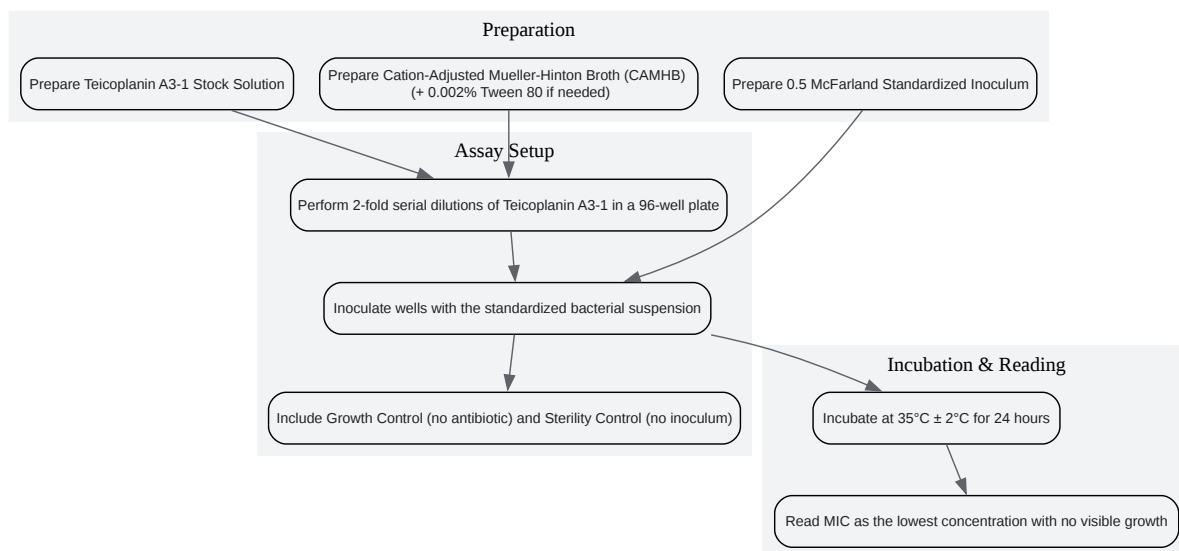 Preparation
Prepare Teicoplanin A3-1 Stock Solution
Prepare Cation-Adjusted Mueller-Hinton Broth (CAMHB)
(+ 0.002% Tween 80 if needed)
Prepare 0.5 McFarland Standardized Inoculum
Assay Setup
Perform 2-fold serial dilutions of Teicoplanin A3-1 in a 96-well plate
Inoculate wells with the standardized bacterial suspension
Include Growth Control (no antibiotic) and Sterility Control (no inoculum)
Incubation & Reading
Incubate at 35°C ± 2°C for 24 hours
Read MIC as the lowest concentration with no visible growth